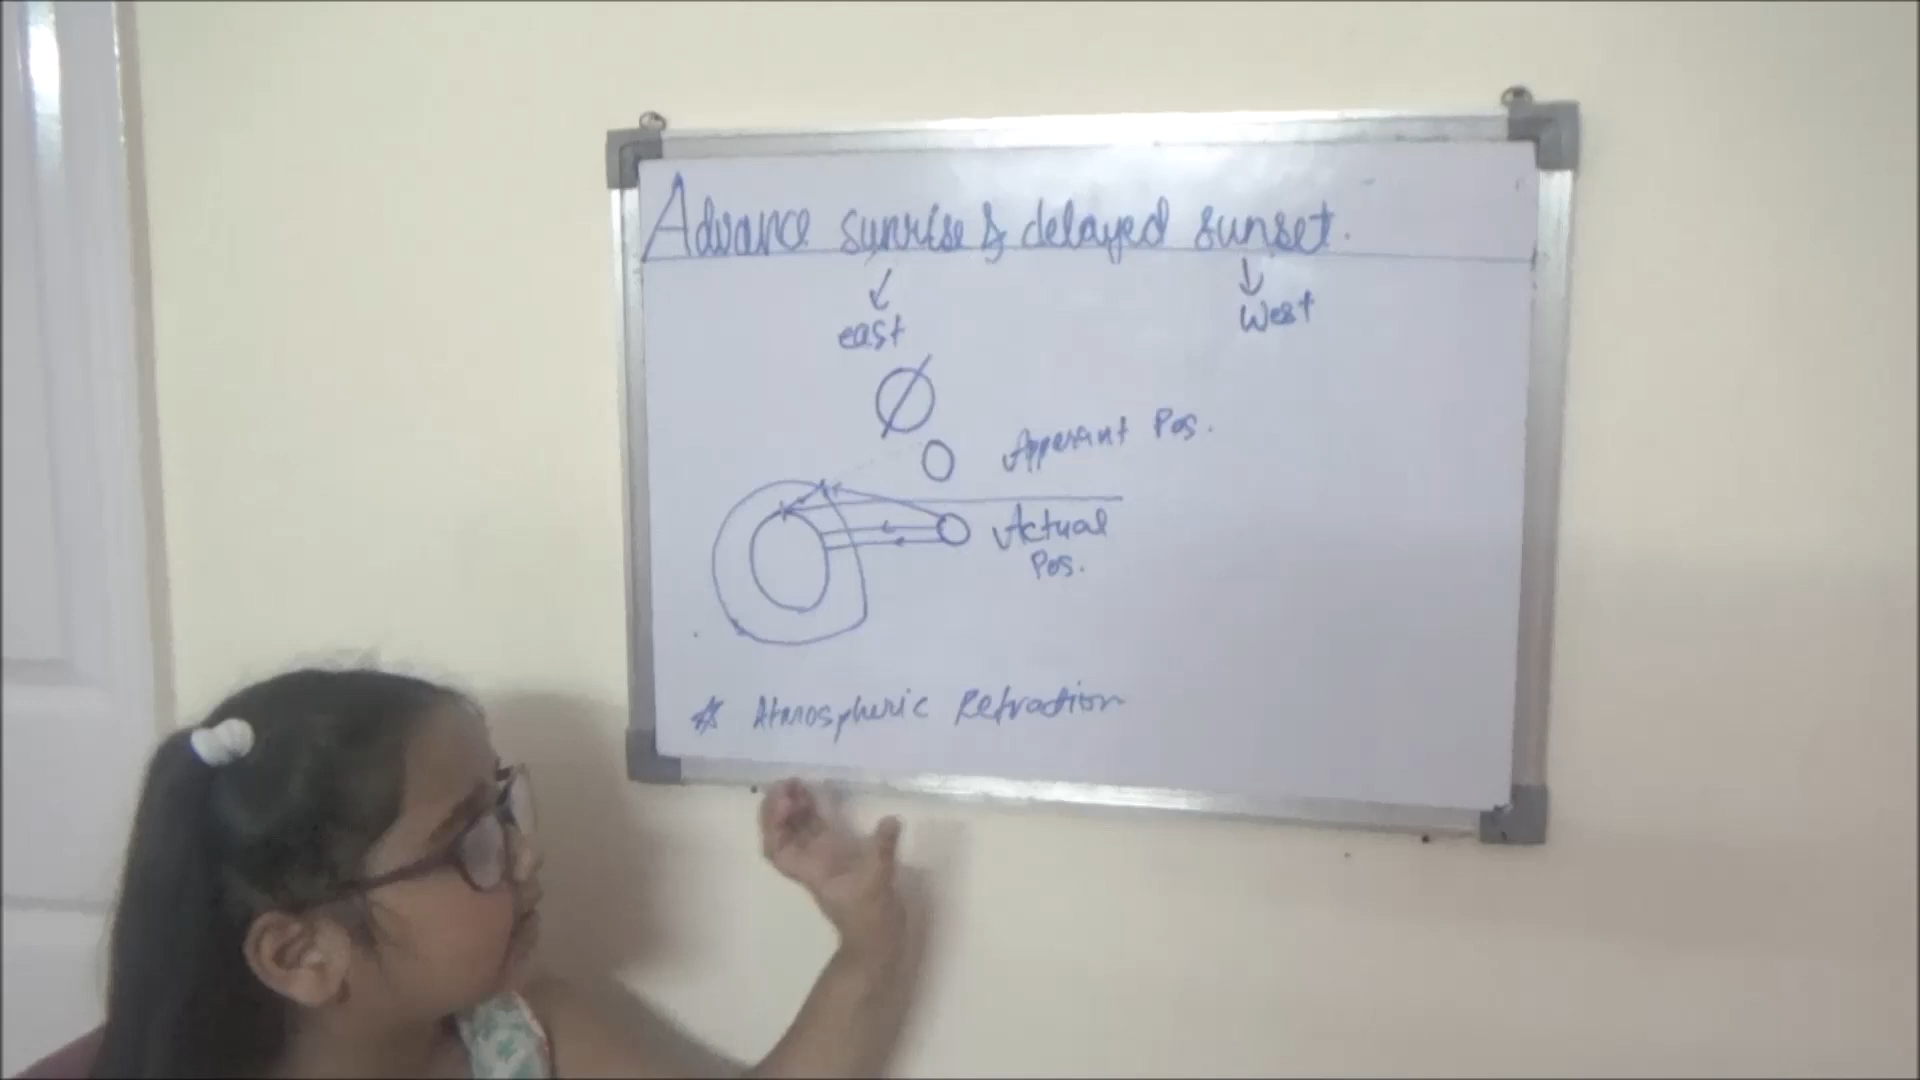 Advance sunrise & delayed sunset.
east
West
Apperant Pos.
Actual
Pos.
Atmospheric Refraction